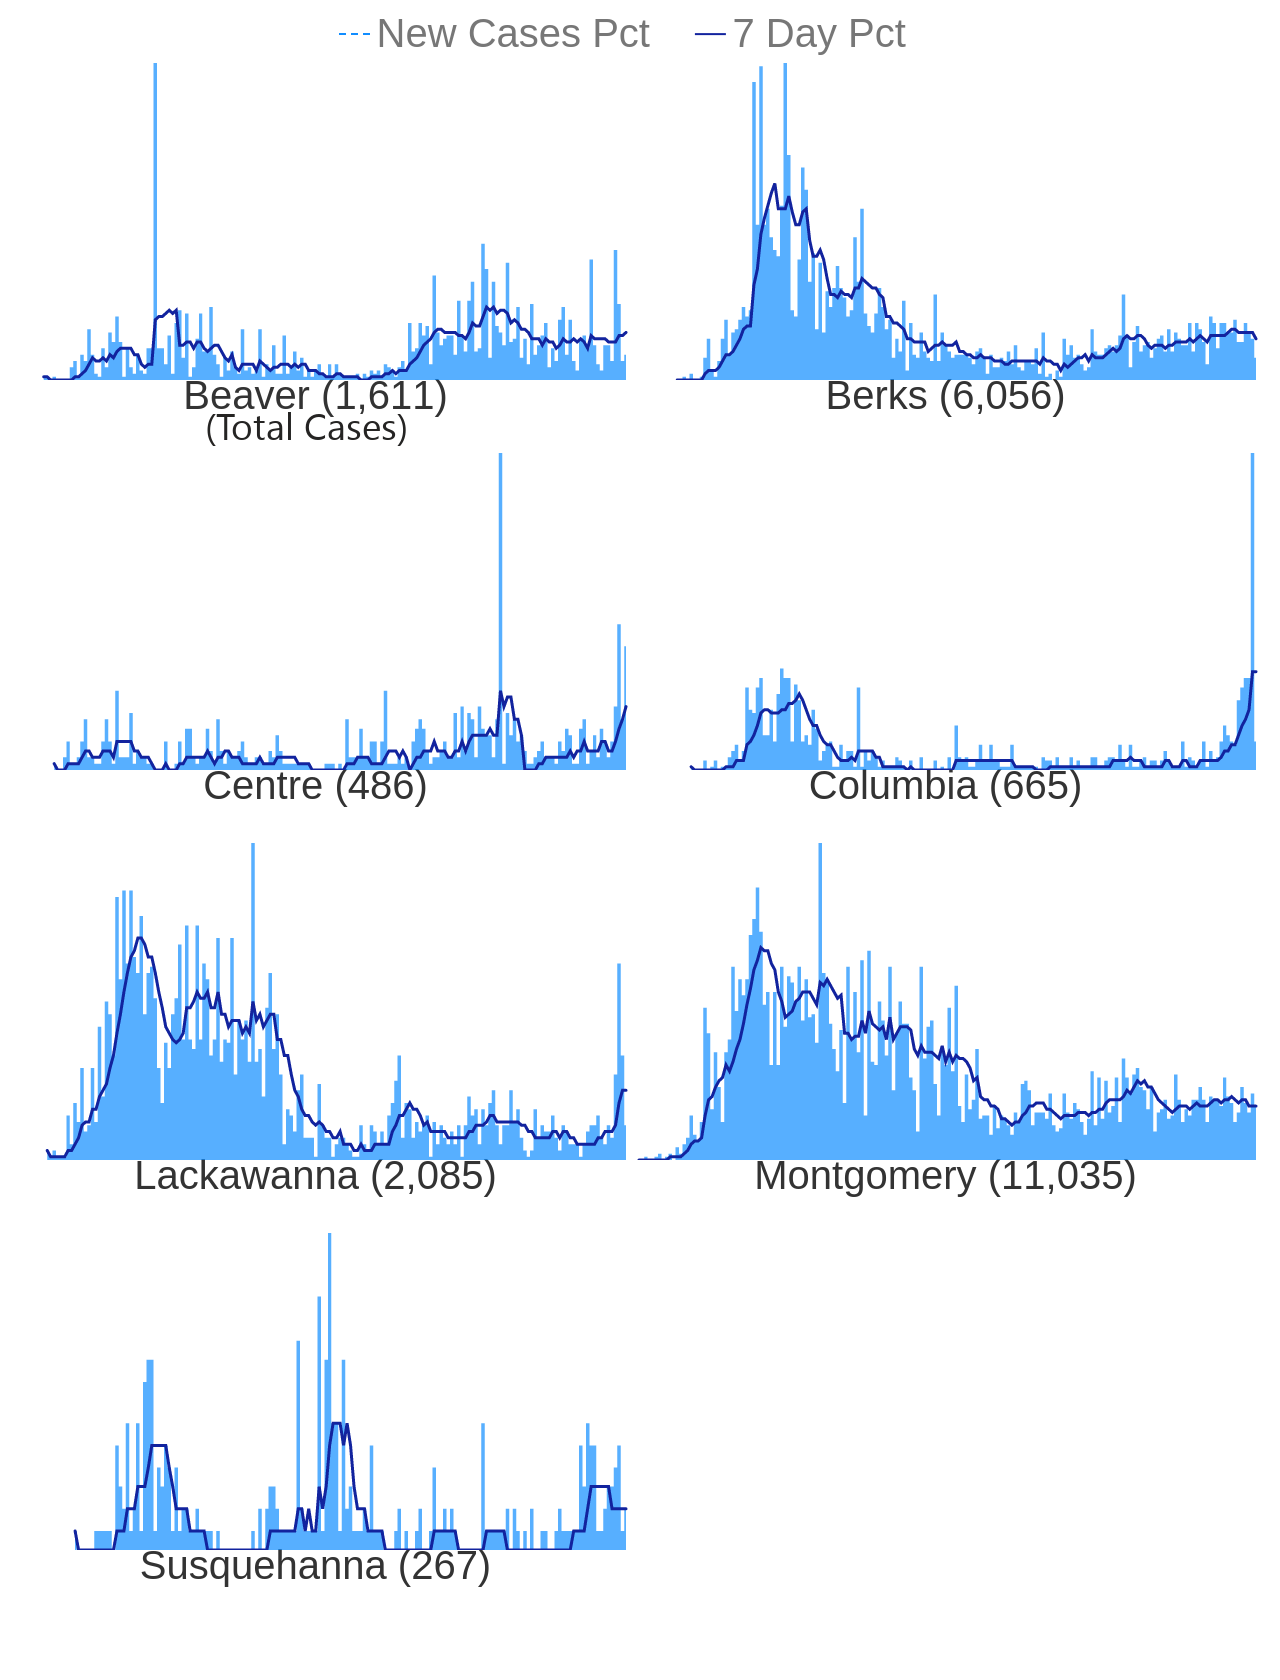 New Cases Pct 7 Day Pct
Beaver (1,611) Berks (6,056)
(Total Cases)
Centre (486) Columbia (665)
Lackawanna (2,085) Montgomery (11,035)
Susquehanna (267)